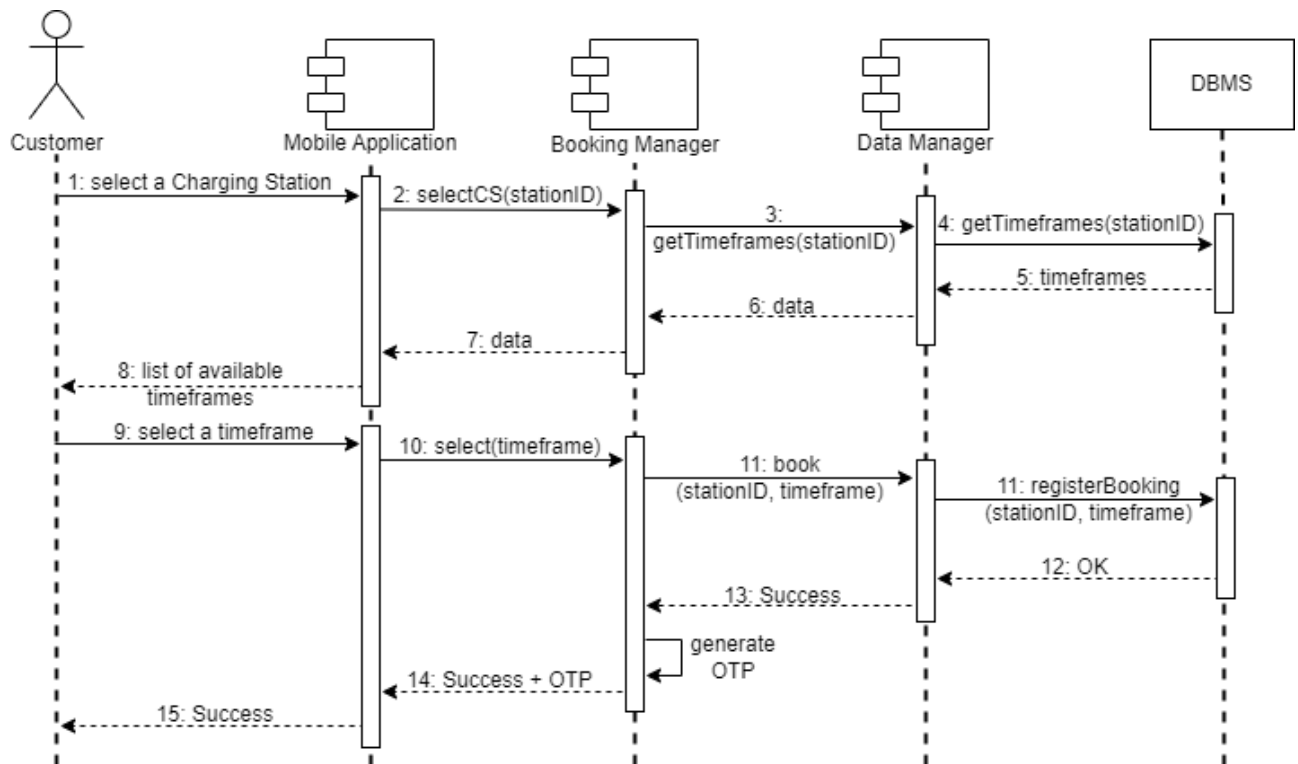 DBMS
Customer
Mobile Application
Booking Manager
Data Manager
1: select a Charging Station
2: selectCS(stationID)
3:
getTimeframes(stationID)
4: getTimeframes(stationID)
5: timeframes
6: data
7: data
8: list of available
timeframes
9: select a timeframe
10: select(timeframe)
11: book
(stationID, timeframe)
11: registerBooking
(stationID, timeframe)
12: OK
13: Success
generate
OTP
14: Success + OTP
15: Success